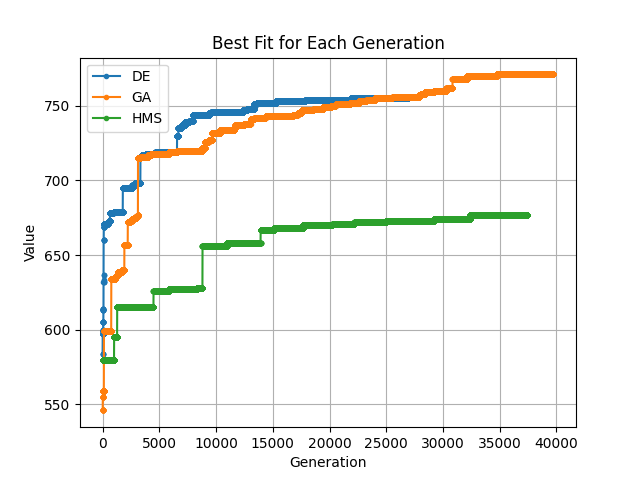 Best Fit for Each Generation
DE
GA
HMS
Value
750
700
650
600
550
0 5000 10000 15000 20000 25000 30000 35000 40000
Generation